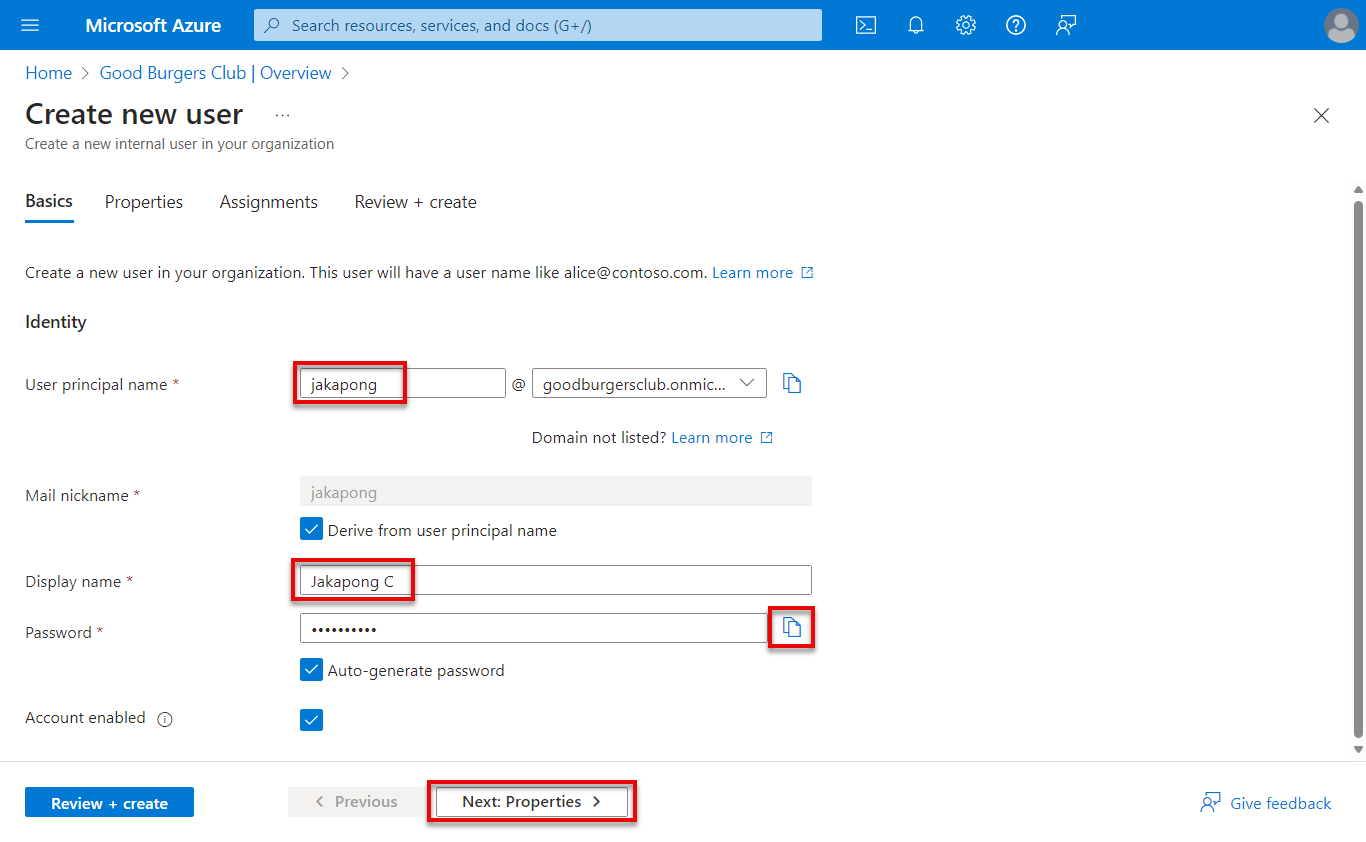 Microsoft Azure
Search resources, services, and docs (G+/)
Home > Good Burgers Club | Overview >
Create new user ...
Create a new internal user in your organization
Basics Properties Assignments Review + create
Create a new user in your organization. This user will have a user name like alice@contoso.com. Learn more
Identity
User principal name * jakapong @ goodburgersclub.onmic...
Domain not listed? Learn more
Mail nickname * jakapong
Derive from user principal name
Display name * Jakapong C
Password * ••••••••••
Auto-generate password
Account enabled
Review + create < Previous Next: Properties > Give feedback